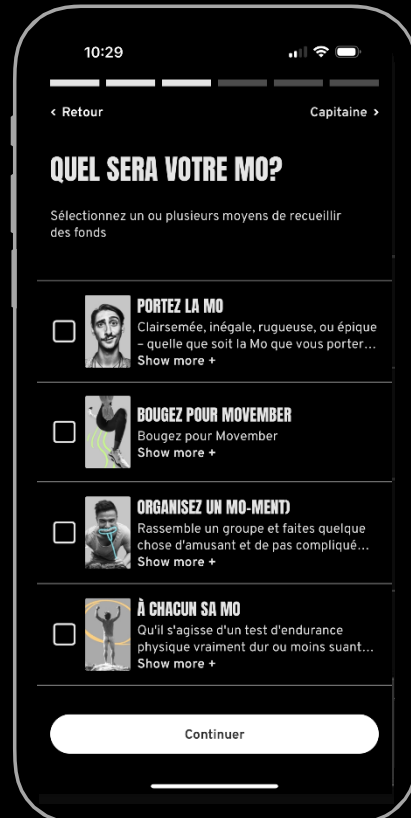 10:29
< Retour
Capitaine >
QUEL SERA VOTRE MO?
Sélectionnez un ou plusieurs moyens de recueillir
des fonds
PORTEZ LA MO
Clairsemée, inégale, rugueuse, ou épique
– quelle que soit la Mo que vous porter...
Show more +
BOUGEZ POUR MOVEMBER
Bougez pour Movember
Show more +
ORGANISEZ UN MO-MENT)
Rassemble un groupe et faites quelque
chose d'amusant et de pas compliqué...
Show more +
À CHACUN SA MO
Qu'il s'agisse d'un test d'endurance
physique vraiment dur ou moins suant...
Show more +
Continuer